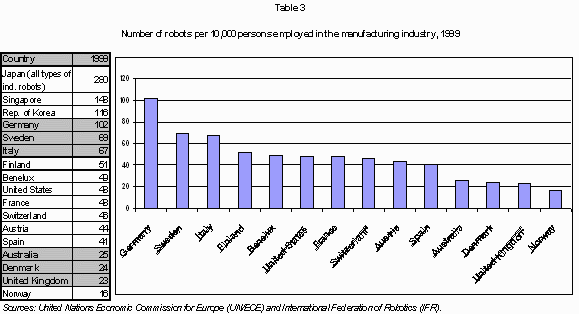 Table 3
Number of robots per 10,000 persons employed in the manufacturing industry, 1999
Country 1999
Japan (all types of
ind. robots) 280
Singapore 148
Rep. of Korea 116
Germany 102
Sweden 69
Italy 67
Finland 51
Benelux 49
United States 48
France 48
Switzerland 46
Austria 44
Spain 41
Australia 25
Denmark 24
United Kingdom 23
Norway 16
120
100
80
60
40
20
0
Germany
Sweden
Italy
Finland
Benelux
United States
France
Switzerland
Austria
Spain
Australia
Denmark
United Kingdom
Norway
Sources: United Nations Economic Commission for Europe (UN/ECE) and International Federation of Robotics (IFR).